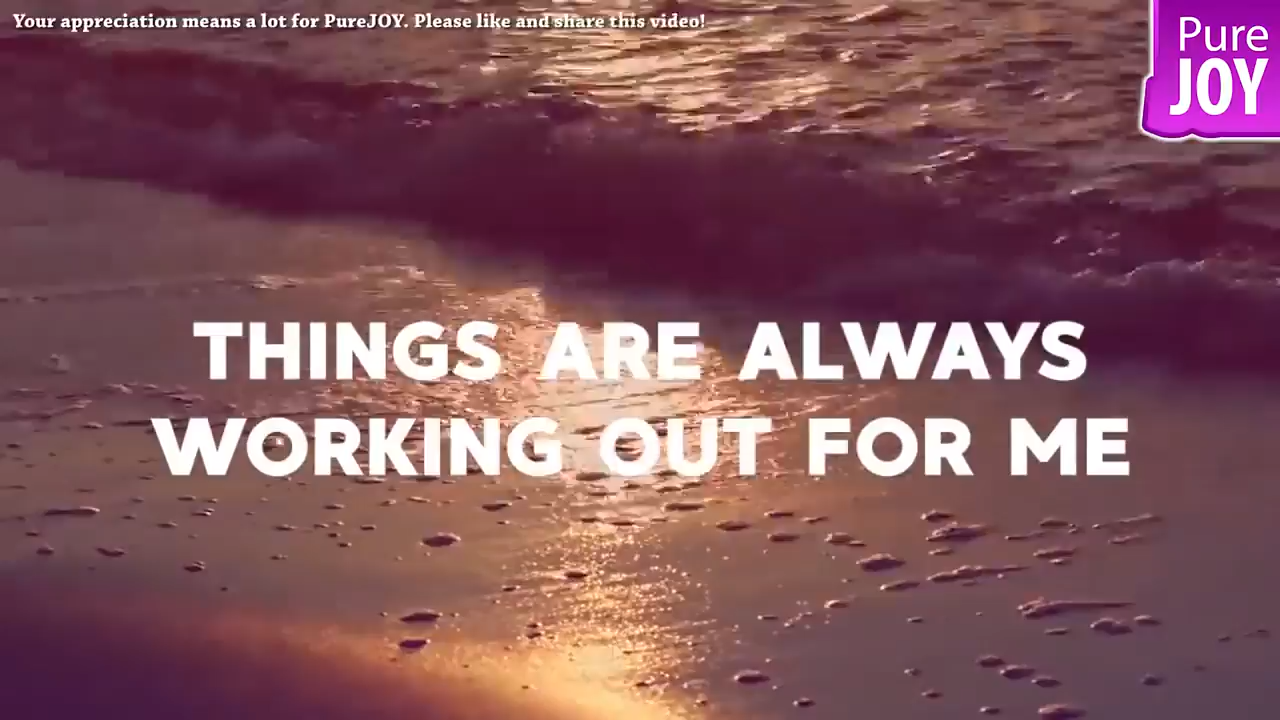 Your appreciation means a lot for PureJOY. Please like and share this video!
Pure
JOY
THINGS ARE ALWAYS
WORKING OUT FOR ME